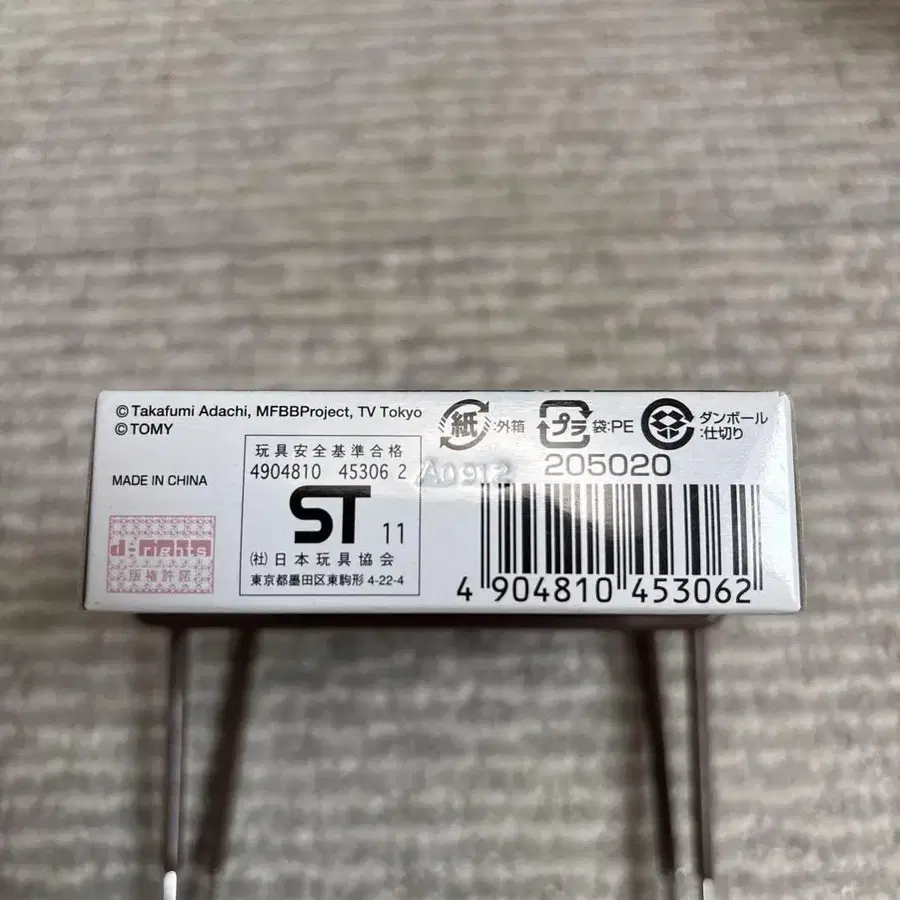 ©Takafumi Adachi, MFBBProject, TV Tokyo
©TOMY
MADE IN CHINA
d-rights
版権許諾
玩具安全基準合格
4904810 45306 2
ST 11
(社)日本玩具協会
東京都墨田区東駒形 4-22-4
紙 :外箱
プラ 袋:PE
ダンボール
:仕切り
205020
4 904810 453062